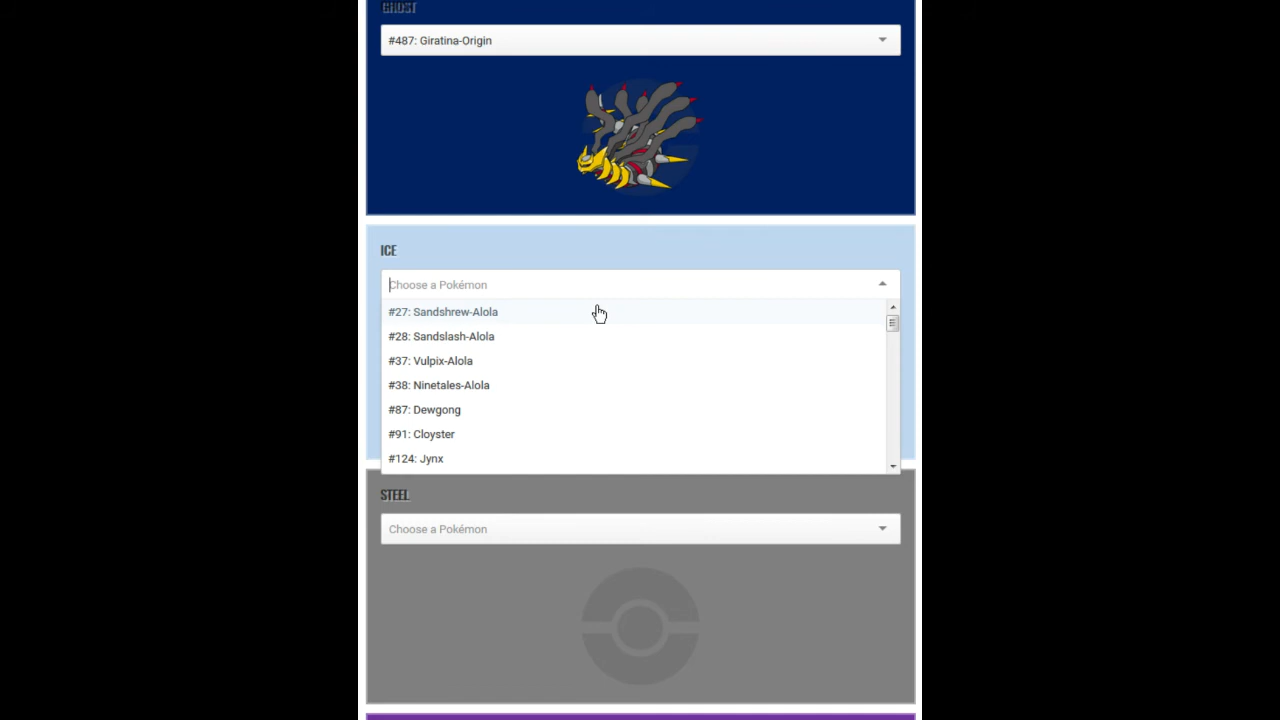 GHOST
#487: Giratina-Origin
ICE
Choose a Pokémon
#27: Sandshrew-Alola
#28: Sandslash-Alola
#37: Vulpix-Alola
#38: Ninetales-Alola
#87: Dewgong
#91: Cloyster
#124: Jynx
STEEL
Choose a Pokémon